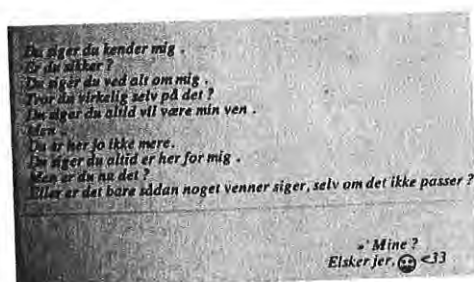 Du siger du kender mig .
Er du sikker ?
Du siger du ved alt om mig .
Tror du virkelig selv på det ?
Du siger du altid vil være min ven .
Men .
Du er her jo ikke mere.
Du siger du altid er her for mig .
Men er du nu det ?
Eller er det bare sådan noget venner siger, selv om det ikke passer ?
»' Mine ?
Elsker jer. <33